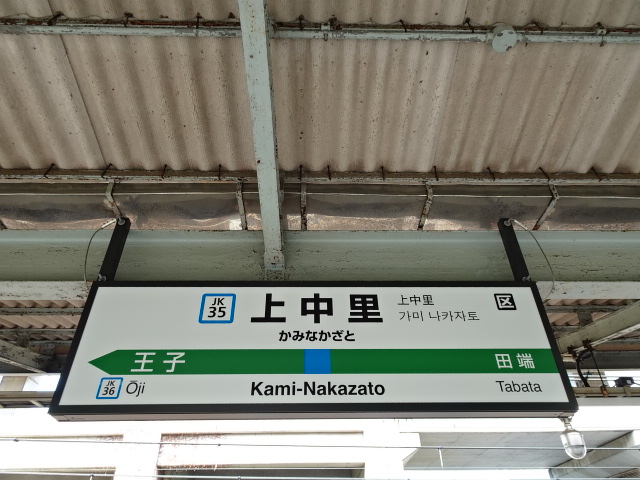 JK
35
上中里
上中里
가미 나카자토
区
かみなかざと
王子
田端
JK
36
Ōji
Kami-Nakazato
Tabata